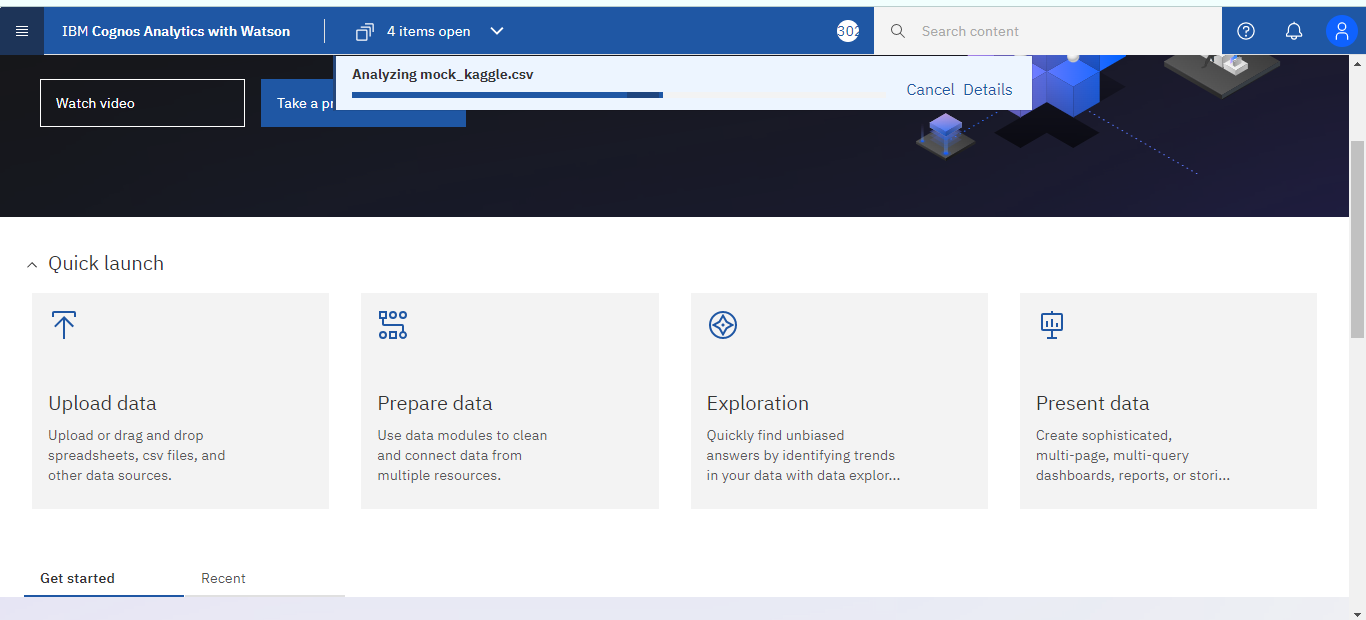 IBM Cognos Analytics with Watson
4 items open
302
Search content
Analyzing mock_kaggle.csv
Cancel Details
Watch video
Take a pr
Quick launch
Upload data
Upload or drag and drop
spreadsheets, csv files, and
other data sources.
Prepare data
Use data modules to clean
and connect data from
multiple resources.
Exploration
Quickly find unbiased
answers by identifying trends
in your data with data explor...
Present data
Create sophisticated,
multi-page, multi-query
dashboards, reports, or stori...
Get started
Recent